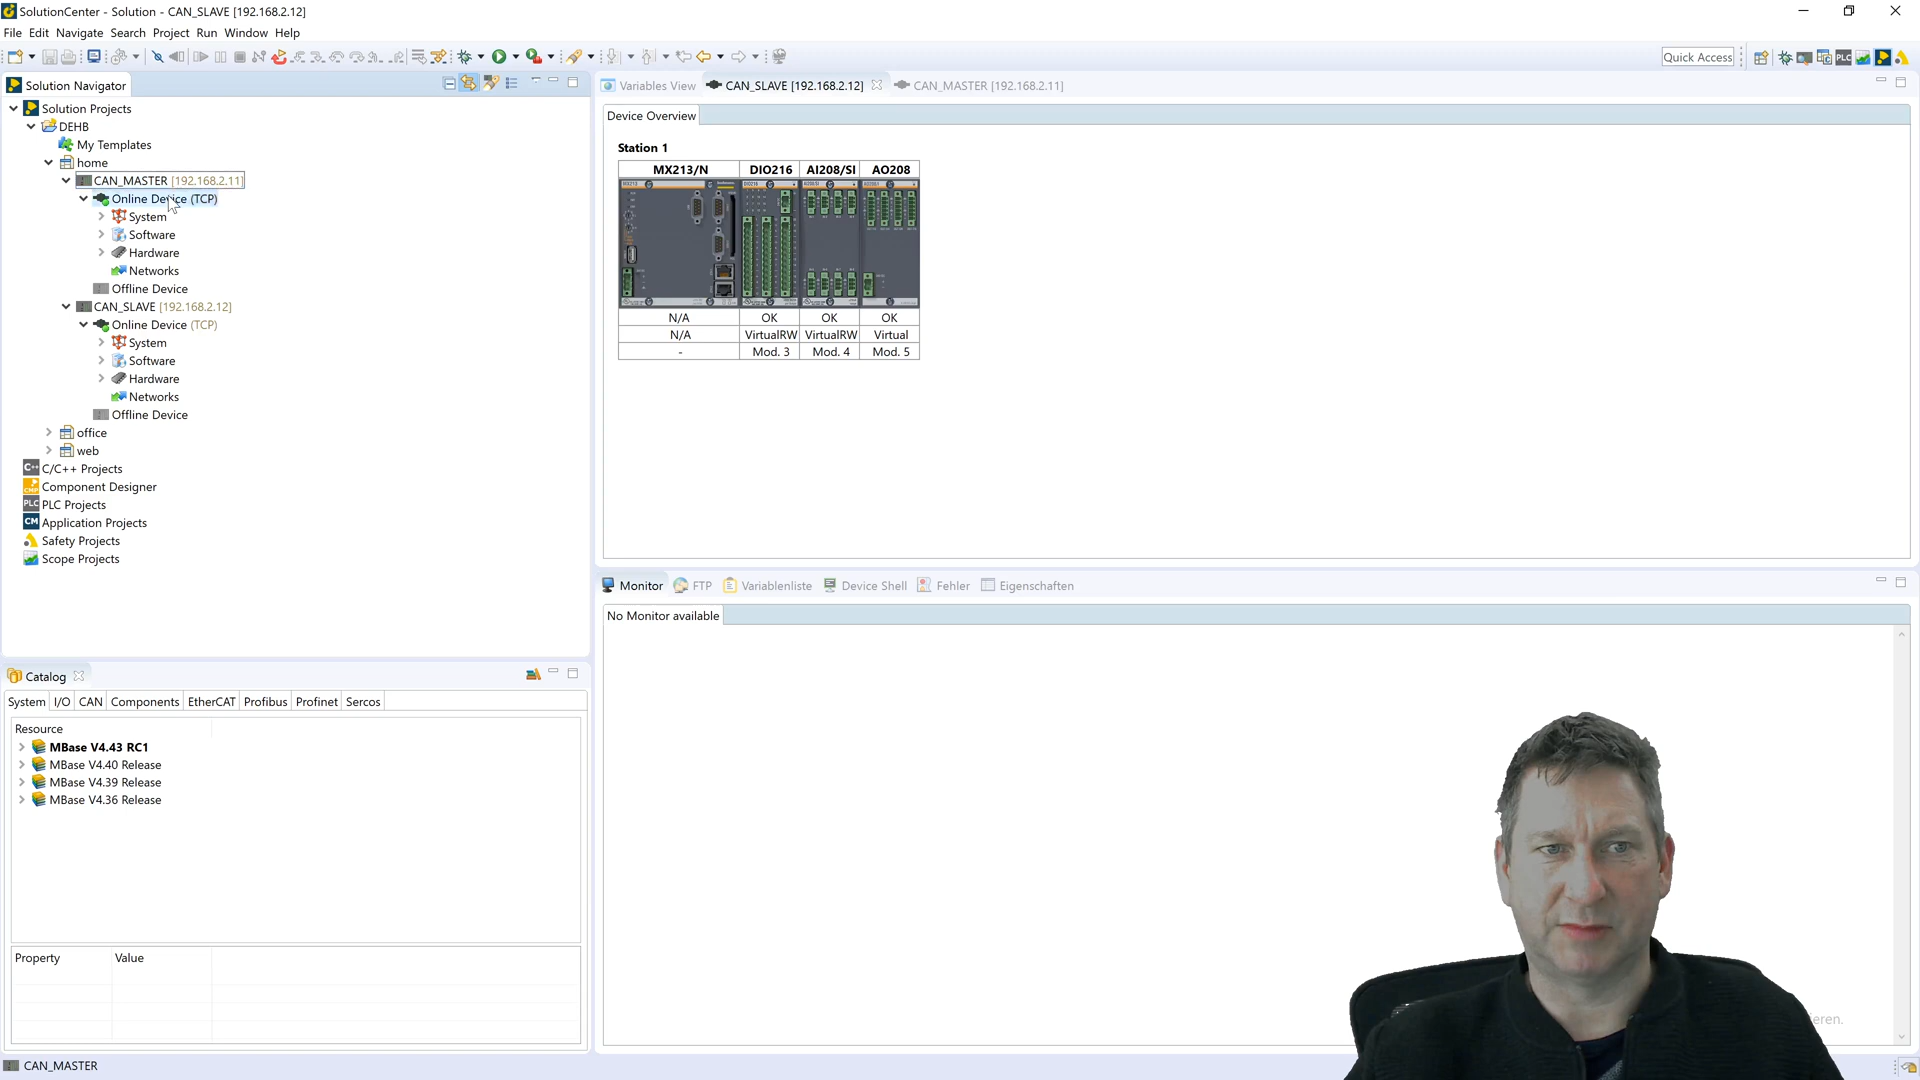 SolutionCenter - Solution - CAN_SLAVE [192.168.2.12]
File Edit Navigate Search Project Run Window Help
Quick Access
Solution Navigator
Solution Projects
DEHB
My Templates
home
CAN_MASTER [192.168.2.11]
Online Device (TCP)
System
Software
Hardware
Networks
Offline Device
CAN_SLAVE [192.168.2.12]
Online Device (TCP)
System
Software
Hardware
Networks
Offline Device
office
web
C/C++ Projects
Component Designer
PLC Projects
Application Projects
Safety Projects
Scope Projects
Variables View CAN_SLAVE [192.168.2.12] CAN_MASTER [192.168.2.11]
Device Overview
Station 1
MX213/N DIO216 AI208/SI AO208
N/A OK OK OK
N/A VirtualRW VirtualRW Virtual
- Mod. 3 Mod. 4 Mod. 5
Monitor FTP Variablenliste Device Shell Fehler Eigenschaften
No Monitor available
Catalog
System I/O CAN Components EtherCAT Profibus Profinet Sercos
Resource
MBase V4.43 RC1
MBase V4.40 Release
MBase V4.39 Release
MBase V4.36 Release
Property Value
eren.
CAN_MASTER